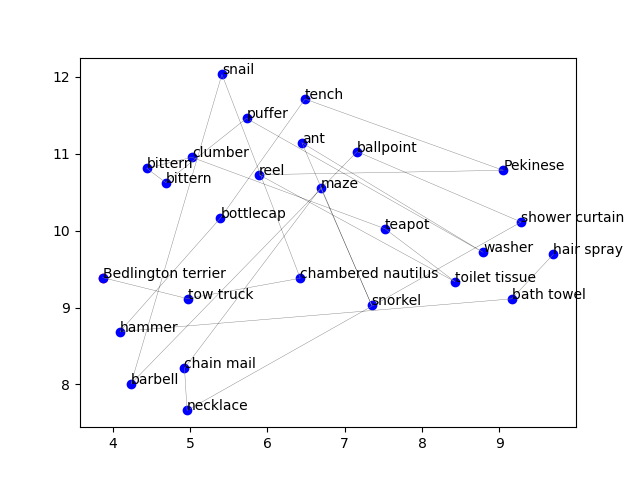 12
snail
tench
puffer
ant
ballpoint
11
clumber
bittern
reel
Pekinese
bittern
maze
bottlecap
shower curtain
teapot
10
washer
hair spray
Bedlington terrier
chambered nautilus
toilet tissue
tow truck
snorkel
bath towel
9
hammer
chain mail
barbell
8
necklace
4 5 6 7 8 9